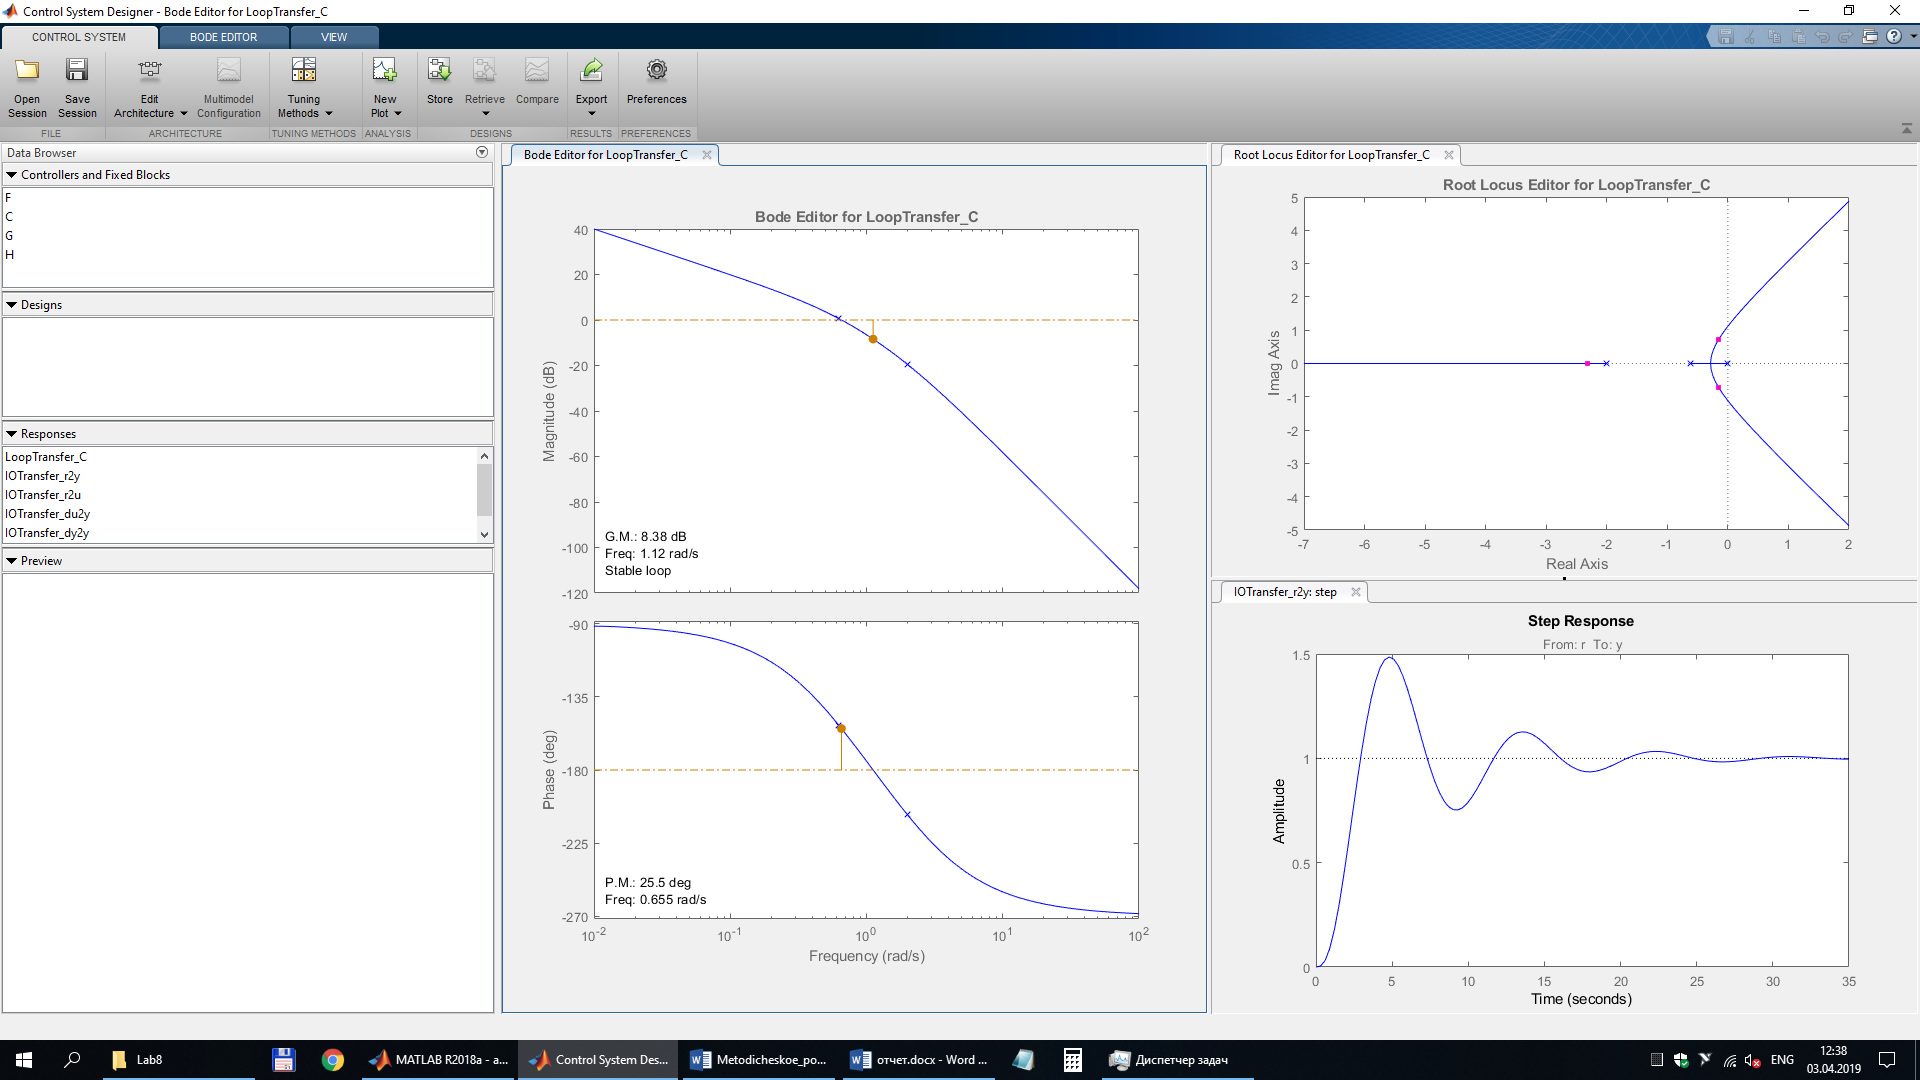 Control System Designer - Bode Editor for LoopTransfer_C
CONTROL SYSTEM
BODE EDITOR
VIEW
Open Session
Save Session
Edit Architecture
Multimodel Configuration
Tuning Methods
New Plot
Store
Retrieve
Compare
Export
Preferences
FILE
ARCHITECTURE
TUNING METHODS
ANALYSIS
DESIGNS
RESULTS
PREFERENCES
Data Browser
Controllers and Fixed Blocks
F
C
G
H
Designs
Responses
LoopTransfer_C
IOTransfer_r2y
IOTransfer_r2u
IOTransfer_du2y
IOTransfer_dy2y
Preview
Bode Editor for LoopTransfer_C
Bode Editor for LoopTransfer_C
Magnitude (dB)
40
20
0
-20
-40
-60
-80
-100
-120
G.M.: 8.38 dB
Freq: 1.12 rad/s
Stable loop
Phase (deg)
-90
-135
-180
-225
-270
P.M.: 25.5 deg
Freq: 0.655 rad/s
10-2
10-1
100
101
102
Frequency (rad/s)
Root Locus Editor for LoopTransfer_C
Root Locus Editor for LoopTransfer_C
Imag Axis
5
4
3
2
1
0
-1
-2
-3
-4
-5
-7
-6
-5
-4
-3
-2
-1
0
1
2
Real Axis
IOTransfer_r2y: step
Step Response
From: r To: y
Amplitude
1.5
1
0.5
0
0
5
10
15
20
25
30
35
Time (seconds)
Lab8
MATLAB R2018a - a...
Control System Des...
Metodicheskoe_po...
отчет.docx - Word ...
Диспетчер задач
ENG
12:38
03.04.2019